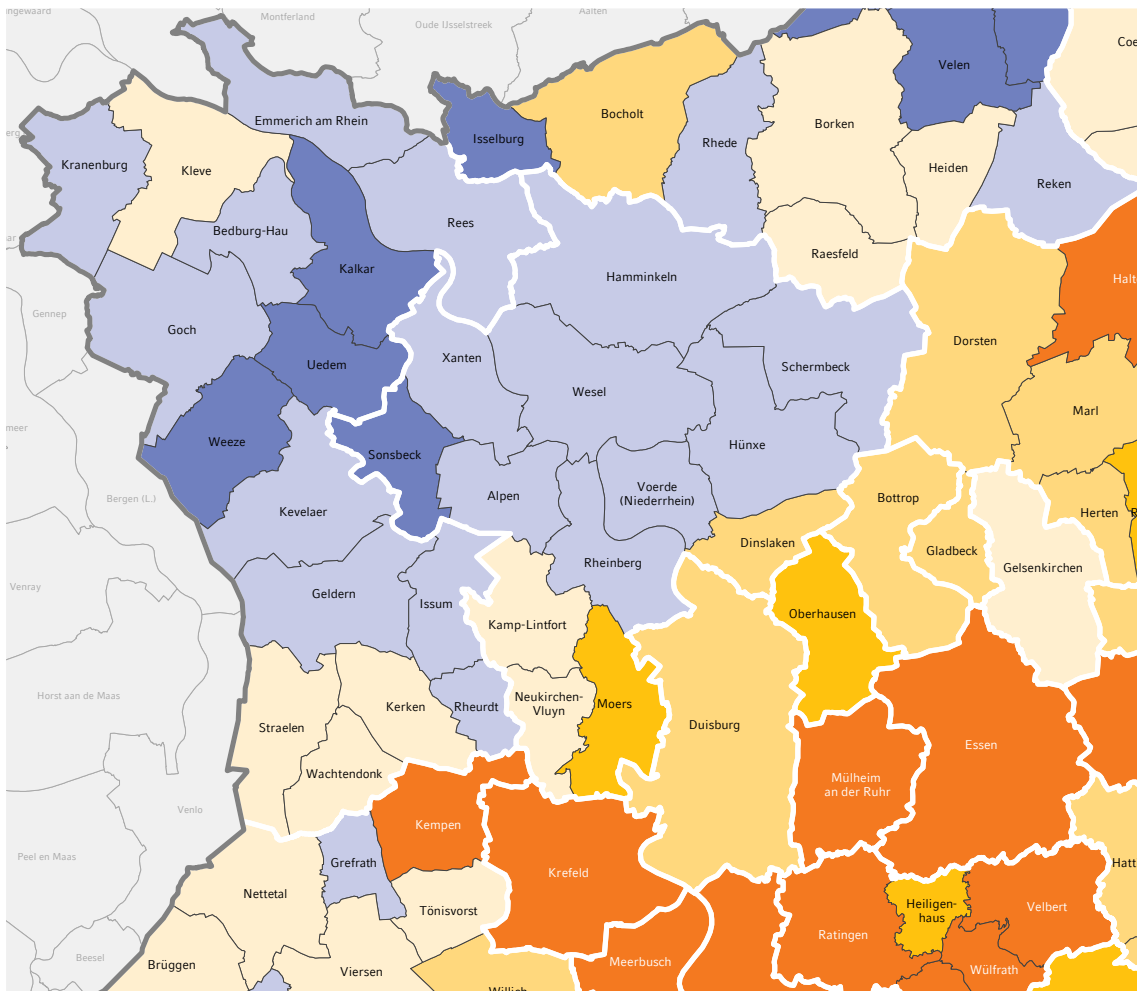 Montferland
Oude IJsselstreek
Aalten
Coe
Velen
Emmerich am Rhein
Bocholt
Borken
Isselburg
Rhede
Kranenburg
Kleve
Heiden
Reken
Rees
Bedburg-Hau
Raesfeld
Kalkar
Hamminkeln
Halte
Gennep
Goch
Dorsten
Xanten
Uedem
Schermbeck
Wesel
Marl
meer
Weeze
Sonsbeck
Hünxe
Voerde
(Niederrhein)
Alpen
Bottrop
Bergen (L.)
Kevelaer
Herten
R
Dinslaken
Gladbeck
Rheinberg
Gelsenkirchen
Venray
Geldern
Issum
Oberhausen
Kamp-Lintfort
Horst aan de Maas
Neukirchen-
Vluyn
Moers
Kerken
Rheurdt
Straelen
Duisburg
Essen
Wachtendonk
Mülheim
an der Ruhr
Venlo
Kempen
Peel en Maas
Grefrath
Hatt
Krefeld
Nettetal
Tönisvorst
Heiligen-
haus
Velbert
Ratingen
Beesel
Brüggen
Viersen
Meerbusch
Wülfrath
Willich